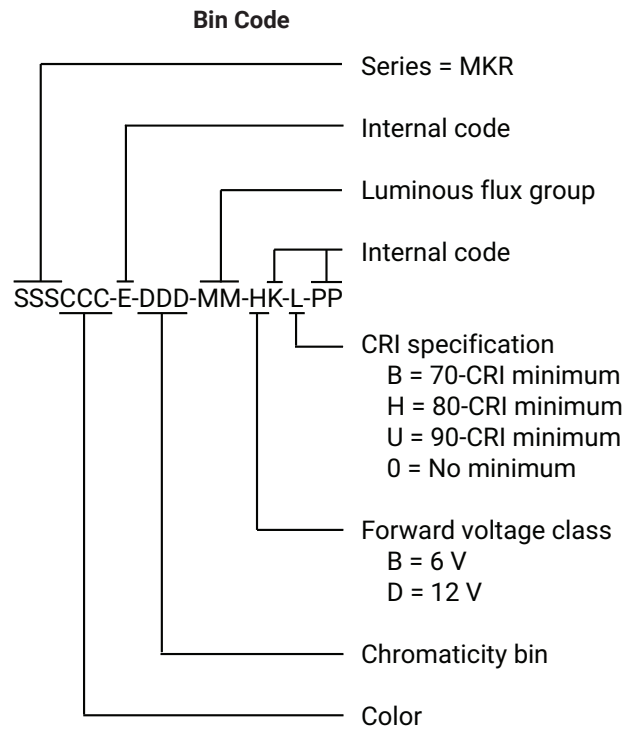 Bin Code
Series = MKR
Internal code
Luminous flux group
Internal code
SSSCCC-E-DDD-MM-HK-L-PP
CRI specification
B = 70-CRI minimum
H = 80-CRI minimum
U = 90-CRI minimum
0 = No minimum
Forward voltage class
B = 6 V
D = 12 V
Chromaticity bin
Color